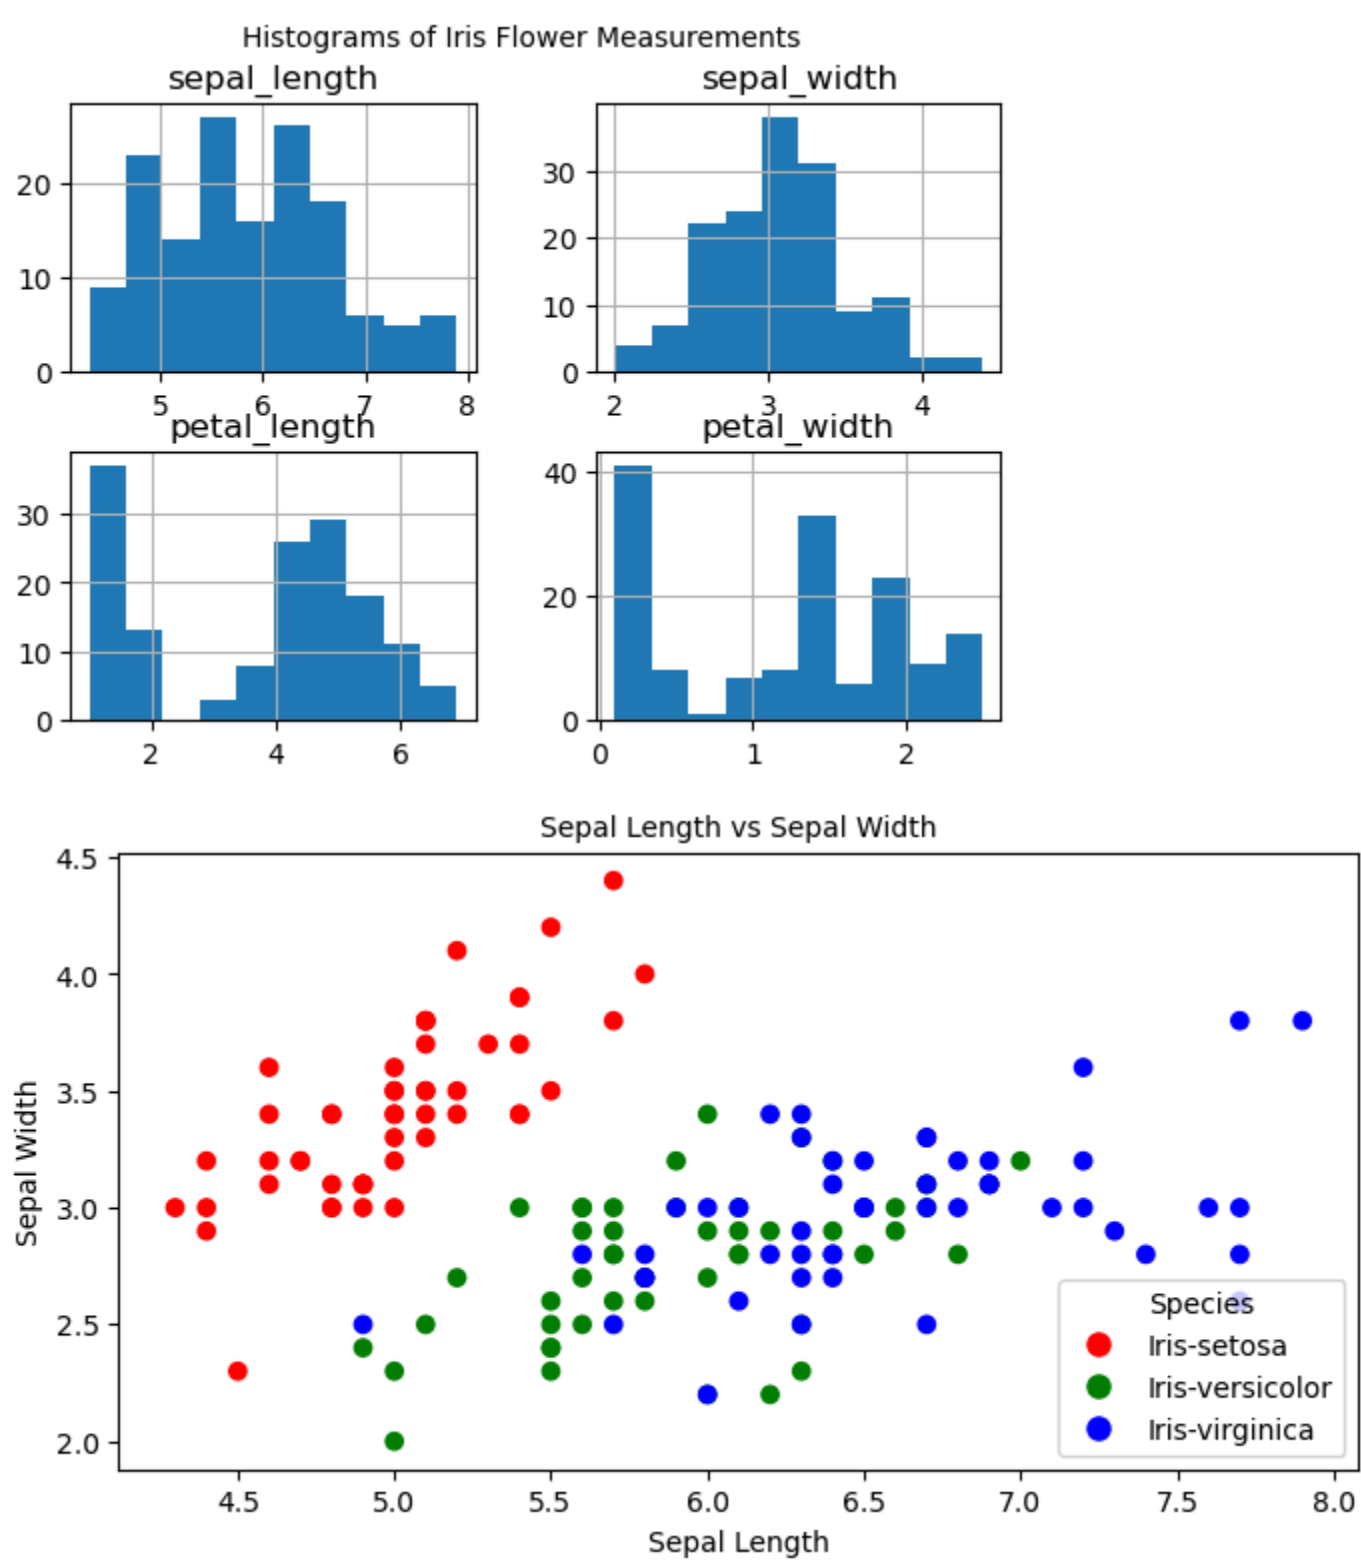 Histograms of Iris Flower Measurements
sepal_length
sepal_width
20
10
0
5 6 7 8
30
20
10
0
2 3 4
petal_length
petal_width
30
20
10
0
2 4 6
40
20
0
0 1 2
Sepal Length vs Sepal Width
Sepal Width
4.5
4.0
3.5
3.0
2.5
2.0
Species
Iris-setosa
Iris-versicolor
Iris-virginica
4.5 5.0 5.5 6.0 6.5 7.0 7.5 8.0
Sepal Length